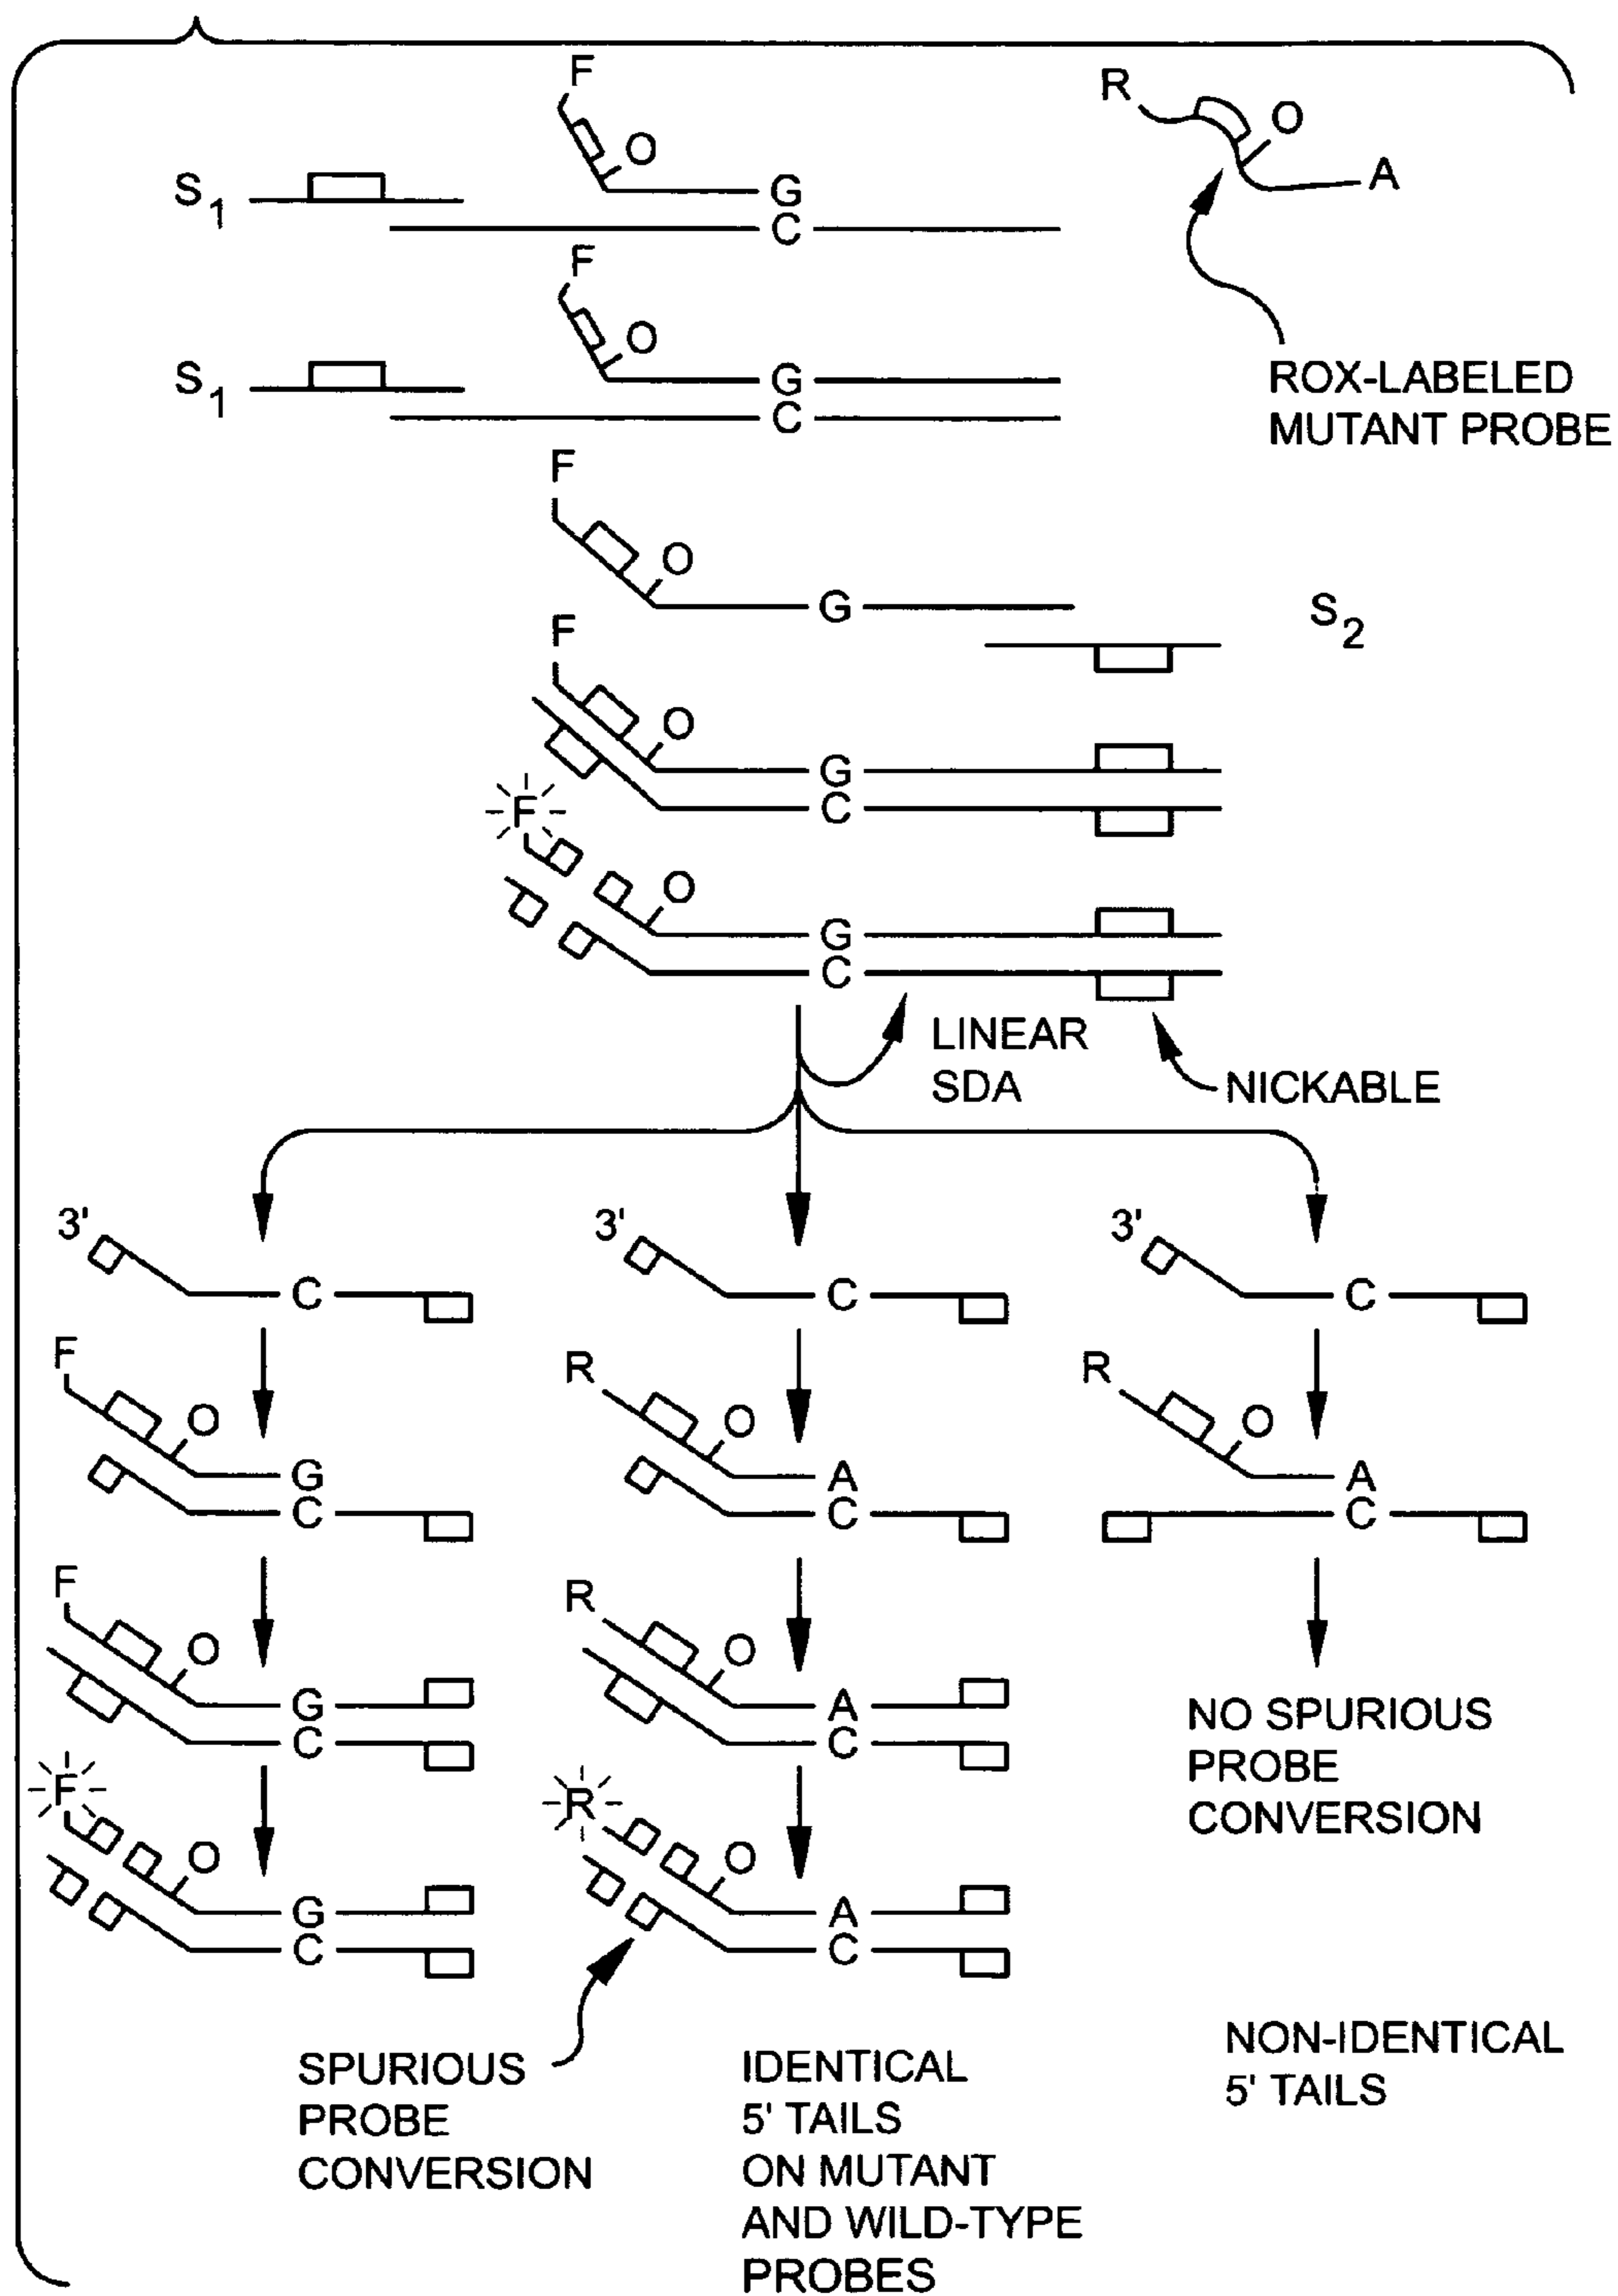 F
R
O
O
S1
G
A
C
F
O
S1
G
C
ROX-LABELED
MUTANT PROBE
F
O
G
S2
F
O
G
C
F
O
G
C
LINEAR
SDA
NICKABLE
3'
3'
3'
C
C
C
F
R
R
O
O
O
G
A
A
C
C
C
F
R
O
O
G
A
C
C
NO SPURIOUS
PROBE
CONVERSION
F
R
O
O
G
A
C
C
SPURIOUS
PROBE
CONVERSION
IDENTICAL
5' TAILS
ON MUTANT
AND WILD-TYPE
PROBES
NON-IDENTICAL
5' TAILS